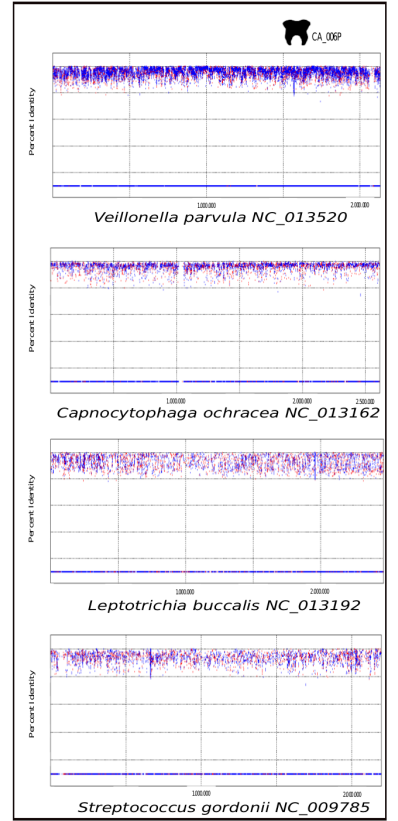 CA_006P
Percent Identity
1,000,000 2,000,000
Veillonella parvula NC_013520
Percent Identity
1,000,000 2,000,000 2,500,000
Capnocytophaga ochracea NC_013162
Percent Identity
1,000,000 2,000,000
Leptotrichia buccalis NC_013192
Percent Identity
1,000,000 2,000,000
Streptococcus gordonii NC_009785